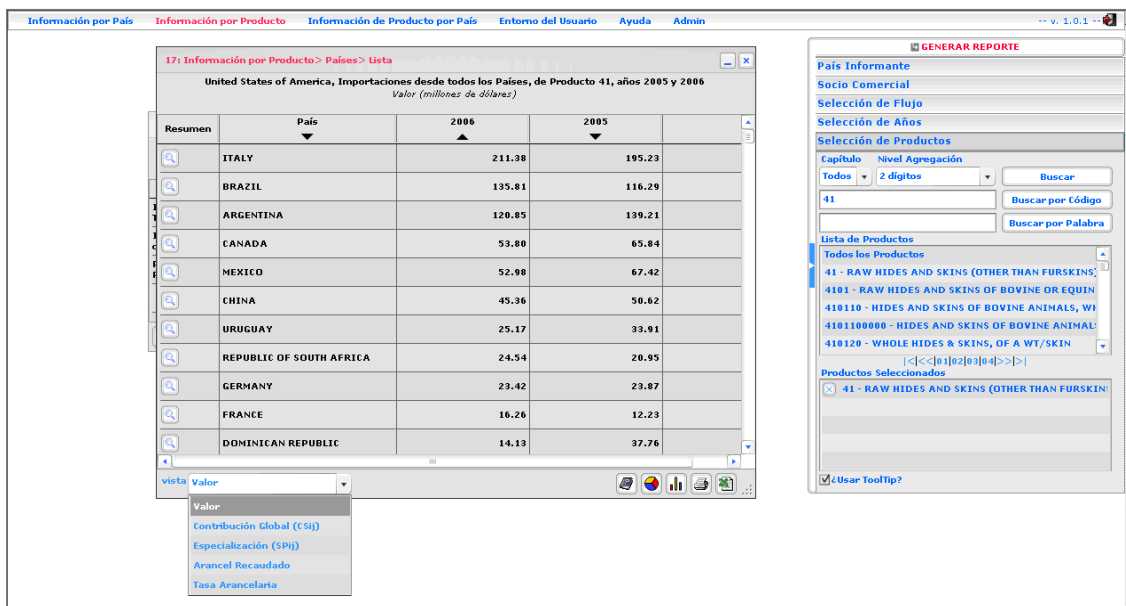 Información por País Información por Producto Información de Producto por País Entorno del Usuario Ayuda Admin -- v. 1.0.1 --
17: Información por Producto> Países> Lista
United States of America, Importaciones desde todos los Países, de Producto 41, años 2005 y 2006
Valor (millones de dólares)
Resumen País 2006 2005
ITALY 211.38 195.23
BRAZIL 135.81 116.29
ARGENTINA 120.85 139.21
CANADA 53.80 65.84
MEXICO 52.98 67.42
CHINA 45.36 50.62
URUGUAY 25.17 33.91
REPUBLIC OF SOUTH AFRICA 24.54 20.95
GERMANY 23.42 23.87
FRANCE 16.26 12.23
DOMINICAN REPUBLIC 14.13 37.76
vista Valor
Valor
Contribución Global (CSij)
Especialización (SPij)
Arancel Recaudado
Tasa Arancelaria
GENERAR REPORTE
País Informante
Socio Comercial
Selección de Flujo
Selección de Años
Selección de Productos
Capítulo Nivel Agregación
Todos 2 dígitos Buscar
41 Buscar por Código
Buscar por Palabra
Lista de Productos
Todos los Productos
41 - RAW HIDES AND SKINS (OTHER THAN FURSKINS)
4101 - RAW HIDES AND SKINS OF BOVINE OR EQUIN
410110 - HIDES AND SKINS OF BOVINE ANIMALS, WH
4101100000 - HIDES AND SKINS OF BOVINE ANIMALS
410120 - WHOLE HIDES & SKINS, OF A WT/SKIN
|<|<<|01|02|03|04|>>|>|
Productos Seleccionados
41 - RAW HIDES AND SKINS (OTHER THAN FURSKINS
¿Usar ToolTip?